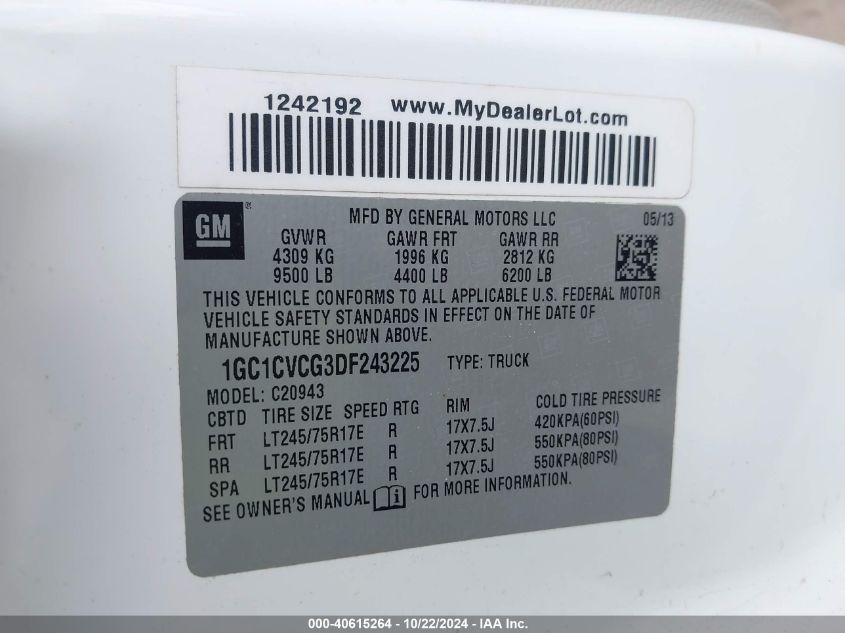 1242192 www.MyDealerLot.com
GM® MFD BY GENERAL MOTORS LLC 05/13
GVWR GAWR FRT GAWR RR
4309 KG 1996 KG 2812 KG
9500 LB 4400 LB 6200 LB
THIS VEHICLE CONFORMS TO ALL APPLICABLE U.S. FEDERAL MOTOR
VEHICLE SAFETY STANDARDS IN EFFECT ON THE DATE OF
MANUFACTURE SHOWN ABOVE.
1GC1CVCG3DF243225 TYPE: TRUCK
MODEL: C20943
CBTD TIRE SIZE SPEED RTG RIM COLD TIRE PRESSURE
FRT LT245/75R17E R 17X7.5J 420KPA(60PSI)
RR LT245/75R17E R 17X7.5J 550KPA(80PSI)
SPA LT245/75R17E R 17X7.5J 550KPA(80PSI)
SEE OWNER'S MANUAL i FOR MORE INFORMATION.
000-40615264 - 10/22/2024 - IAAI.com